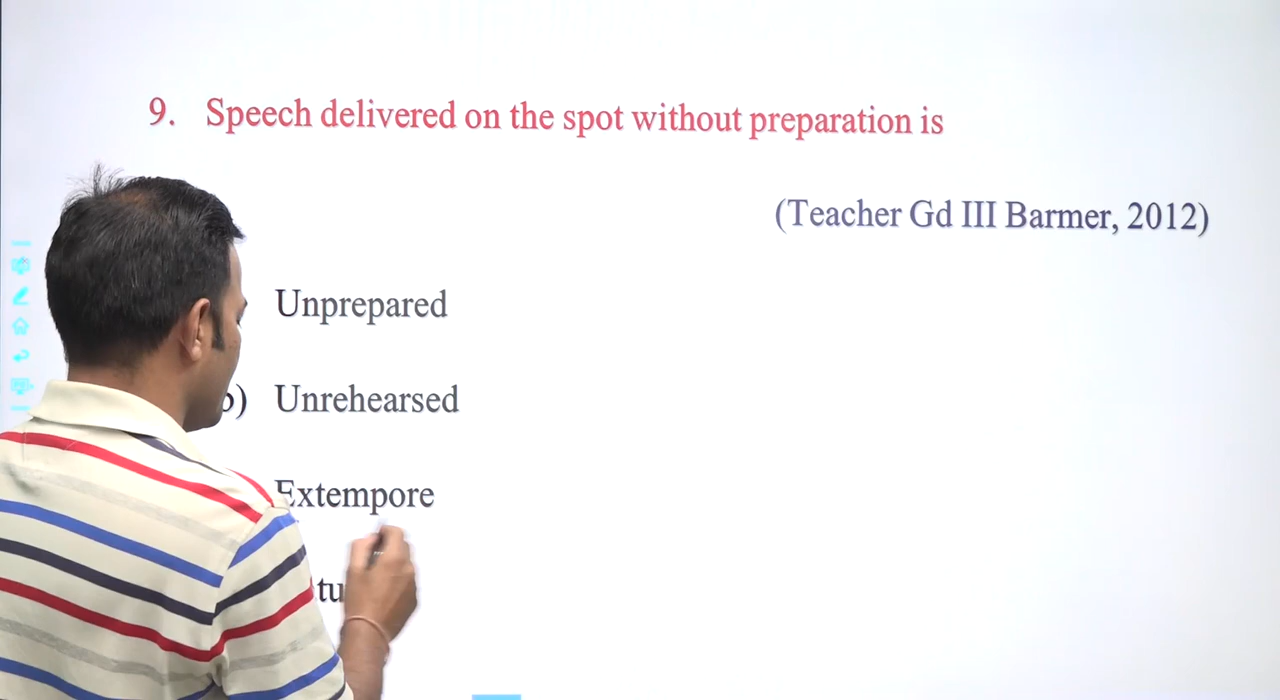 9. Speech delivered on the spot without preparation is
(Teacher Gd III Barmer, 2012)
Unprepared
b) Unrehearsed
Extempore